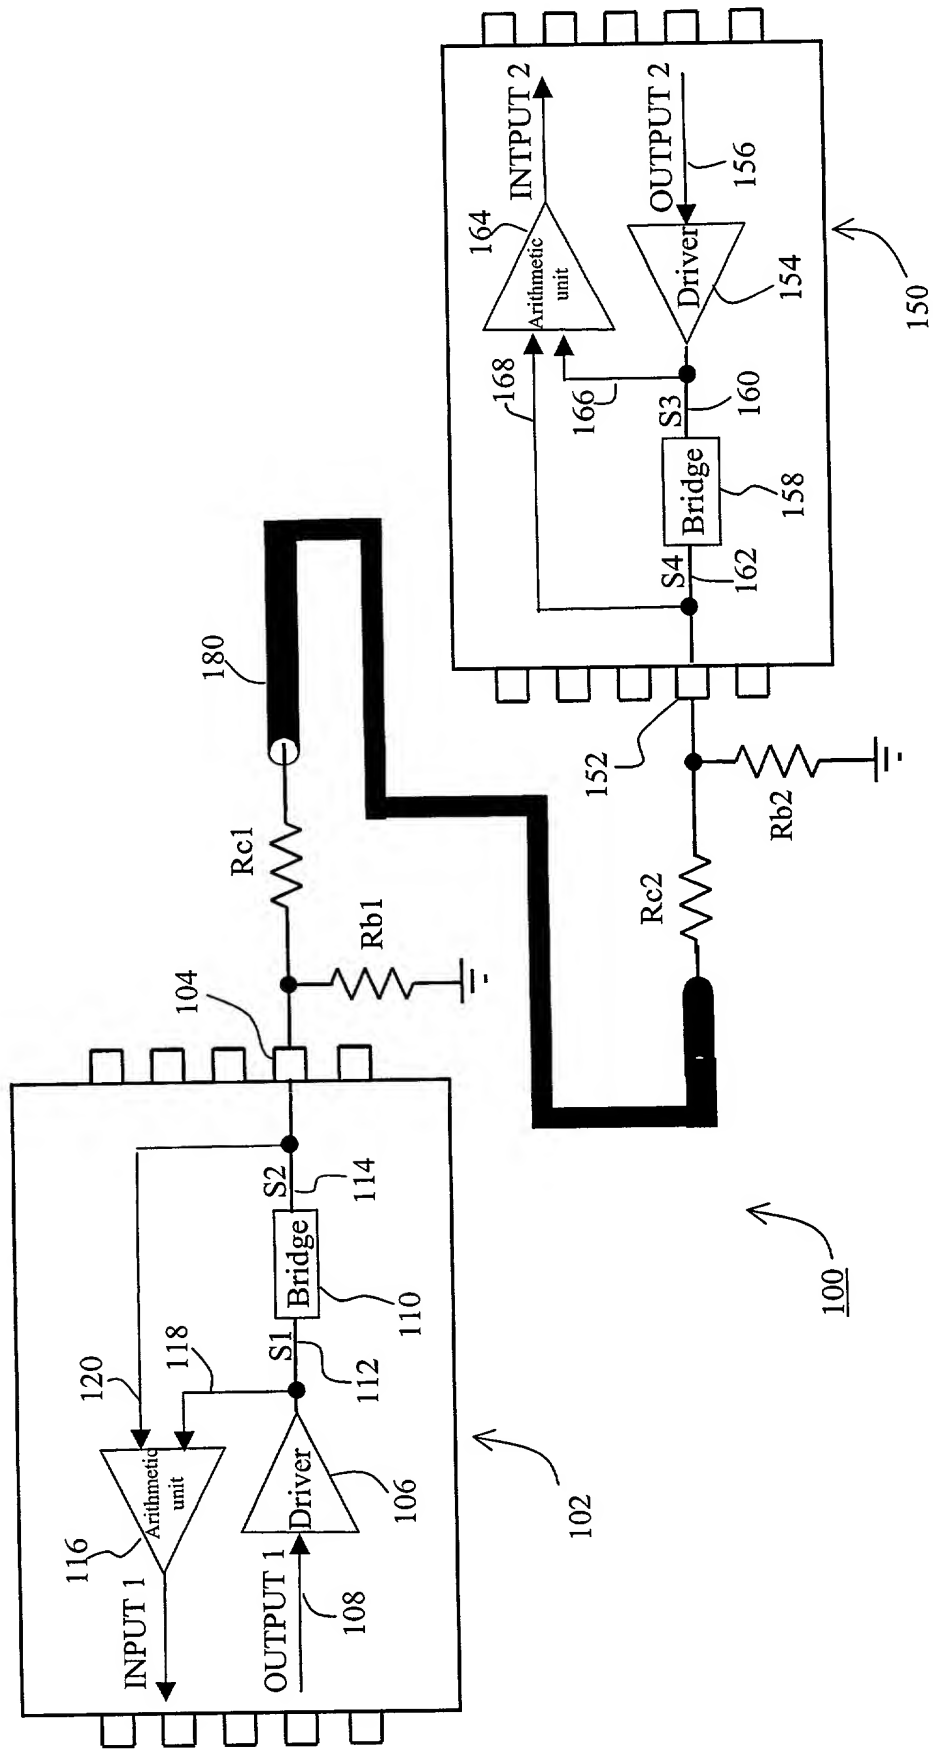 INPUT 1
116
Arithmetic
unit
120
118
OUTPUT 1
108
Driver
106
S1
112
Bridge
110
S2
114
102
104
Rb1
Rc1
180
100
Rc2
Rb2
152
S4
162
Bridge
158
S3
160
166
168
Arithmetic
unit
164
INTPUT 2
Driver
154
OUTPUT 2
156
150